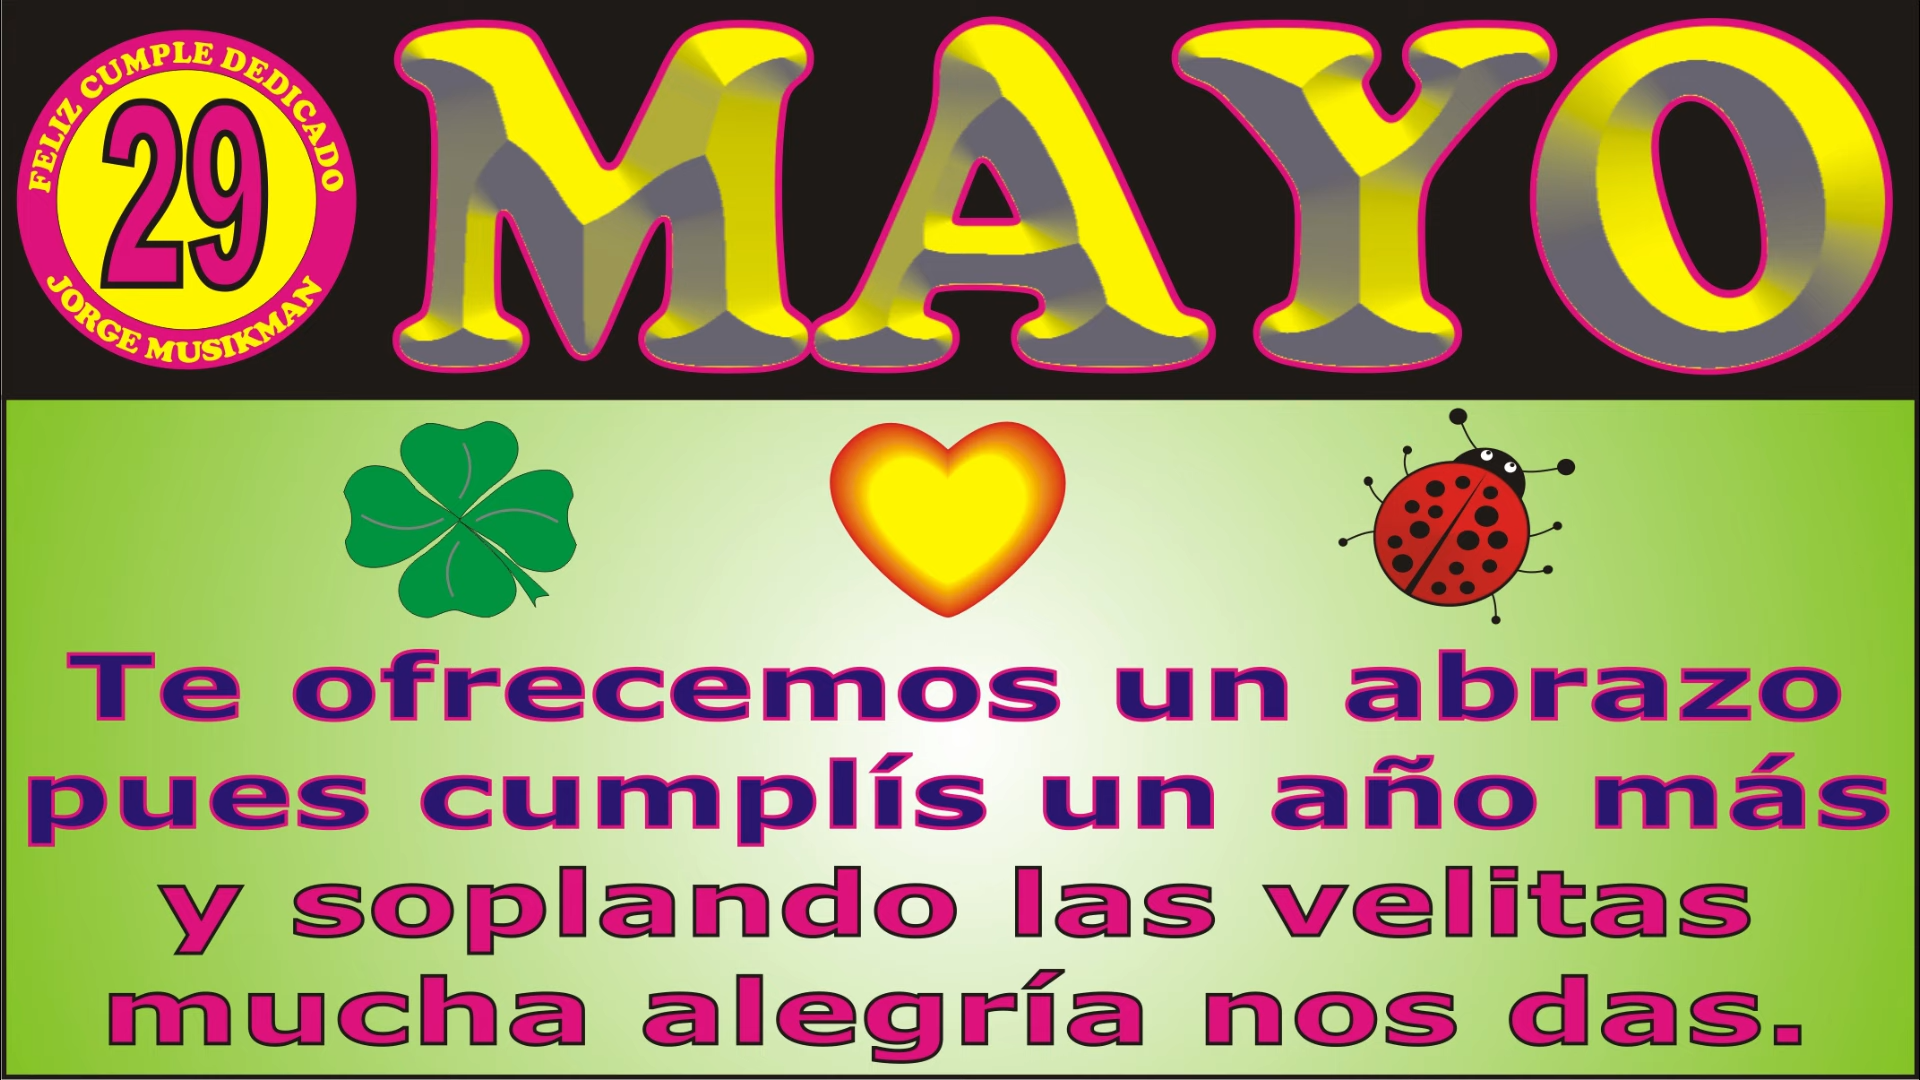 FELIZ CUMPLE DEDICADO
29
JORGE MUSIKMAN
MAYO
Te ofrecemos un abrazo
pues cumplís un año más
y soplando las velitas
mucha alegría nos das.